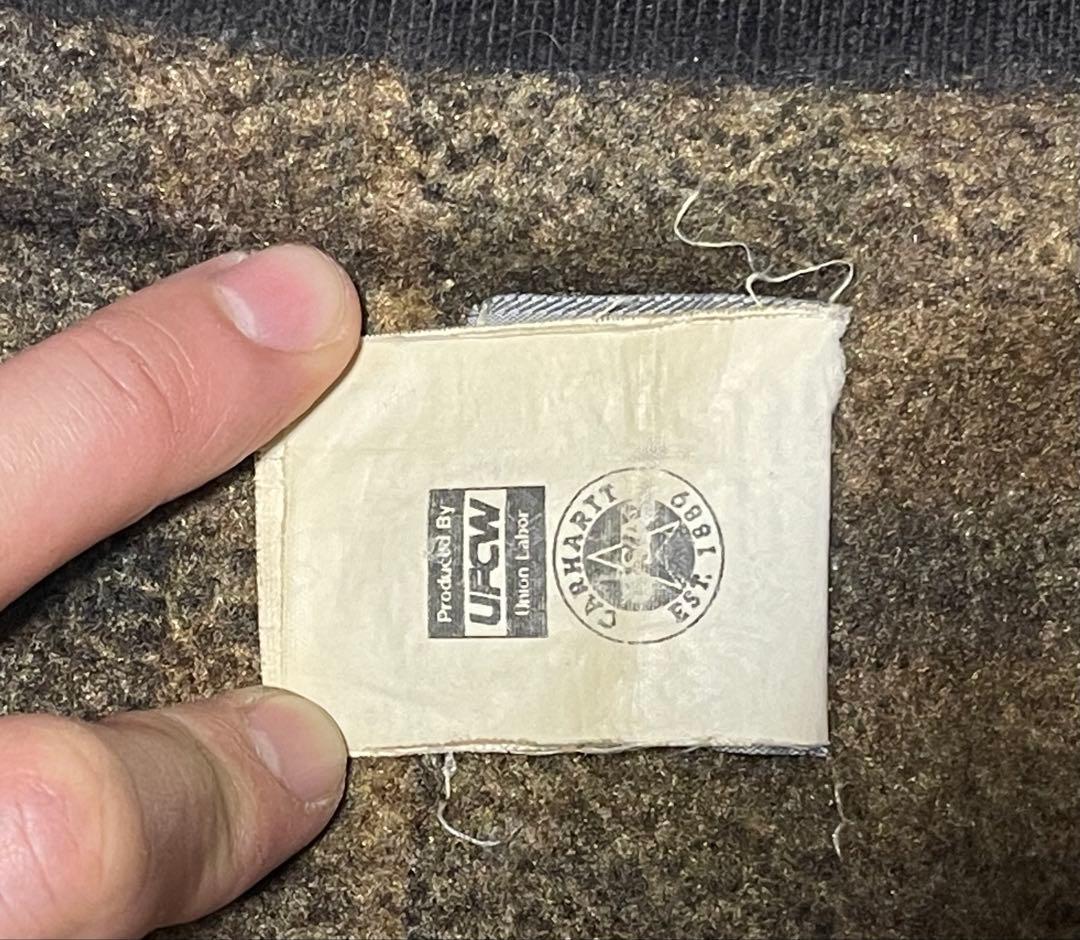 Produced By
UFCW
Union Labor
CARHARTT
EST. 1889